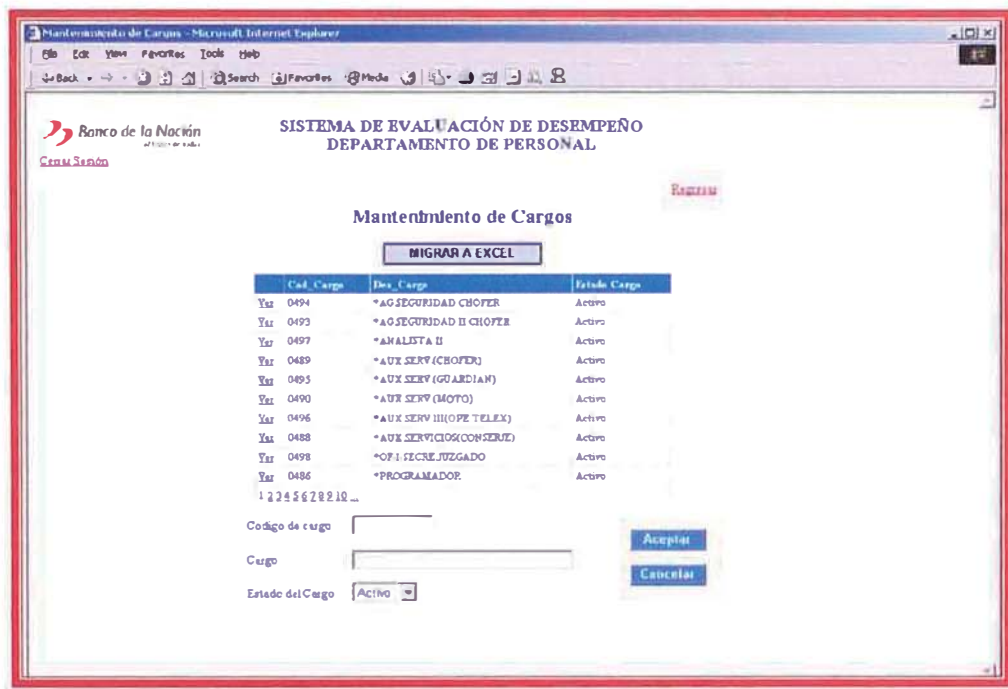 Mantenimiento de Cargos - Microsoft Internet Explorer
File Edit View Favorites Tools Help
Back Search Favorites Media
Banco de la Nación
SISTEMA DE EVALUACIÓN DE DESEMPEÑO
DEPARTAMENTO DE PERSONAL
Cerrar Sesión
Regresar
Mantenimiento de Cargos
MIGRAR A EXCEL
Cod_Cargo Des_Cargo Estado Cargo
Ver 0494 *AG SEGURIDAD CHOFER Activo
Ver 0493 *AG SEGURIDAD II CHOFER Activo
Ver 0497 *ANALISTA II Activo
Ver 0489 *AUX SERV (CHOFER) Activo
Ver 0495 *AUX SERV (GUARDIAN) Activo
Ver 0490 *AUX SERV (MOTO) Activo
Ver 0496 *AUX SERV III(OPE TELEX) Activo
Ver 0488 *AUX SERVICIOS(CONSERJE) Activo
Ver 0498 *OF I SECRE JUZGADO Activo
Ver 0486 *PROGRAMADOR Activo
1 2 3 4 5 6 7 8 9 10 ...
Codigo de cargo
Aceptar
Cargo
Cancelar
Estado del Cargo Activo